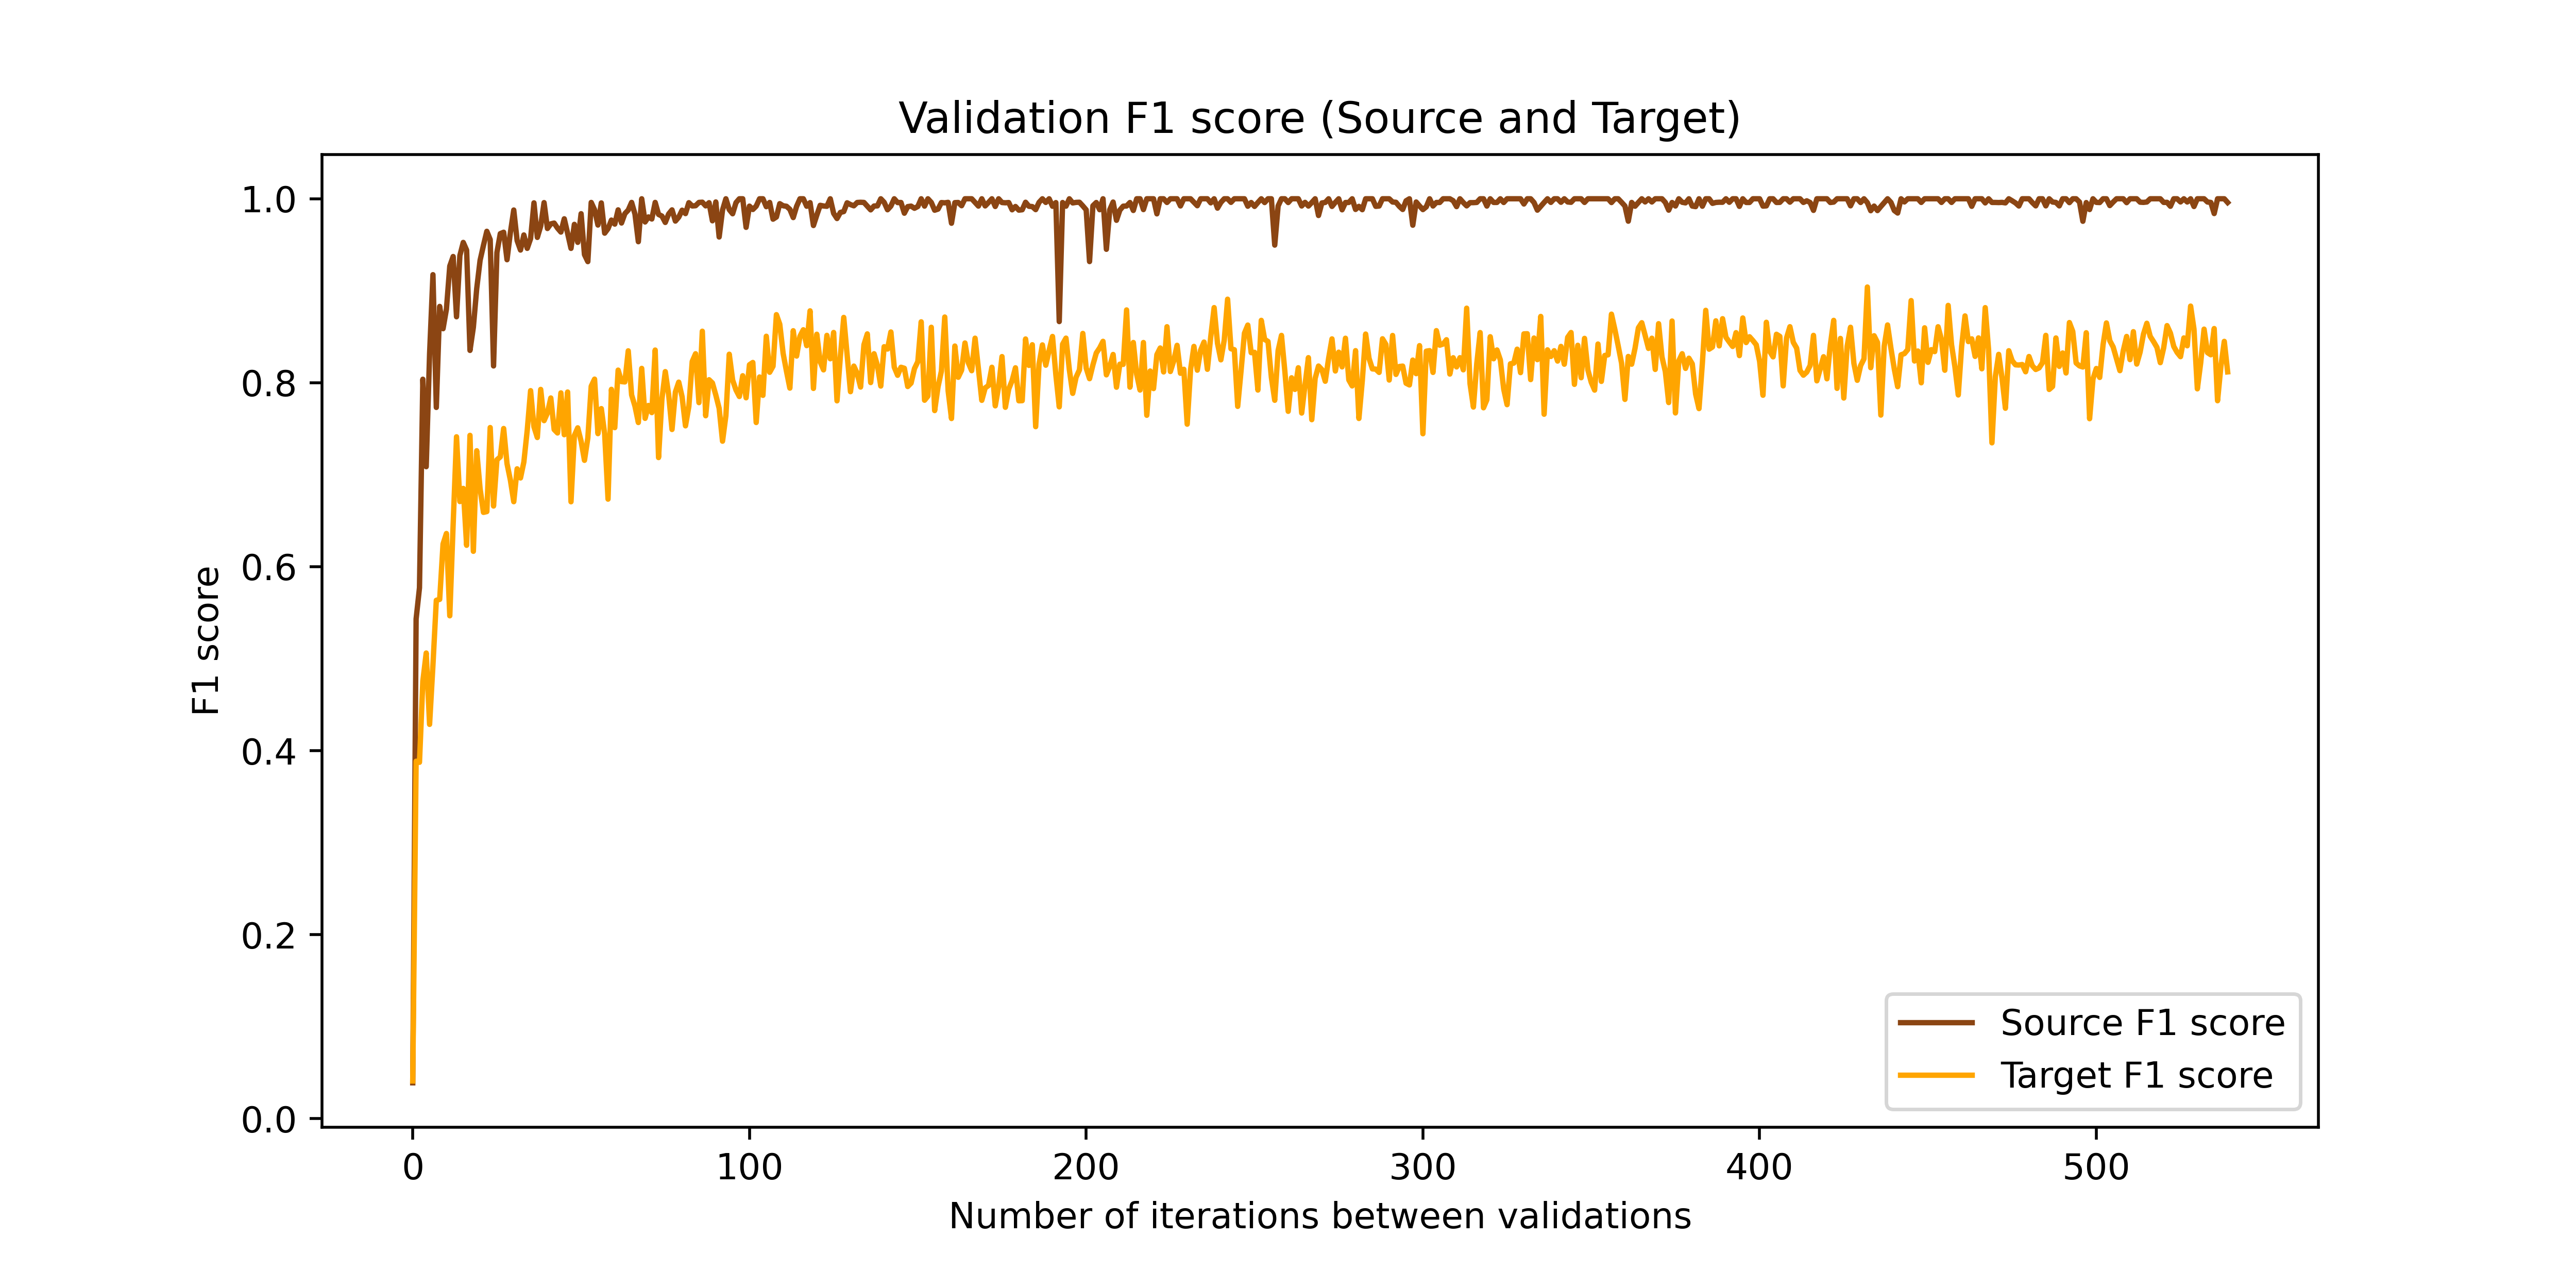 Validation F1 score (Source and Target)
F1 score
1.0
0.8
0.6
0.4
0.2
0.0
0 100 200 300 400 500
Number of iterations between validations
Source F1 score
Target F1 score